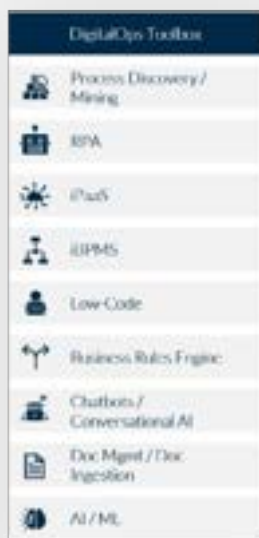 DigitalOps Toolbox
Process Discovery /
Mining
RPA
iPaaS
iBPMS
Low-Code
Business Rules Engine
Chatbots /
Conversational AI
Doc Mgmt / Doc
Ingestion
AI / ML